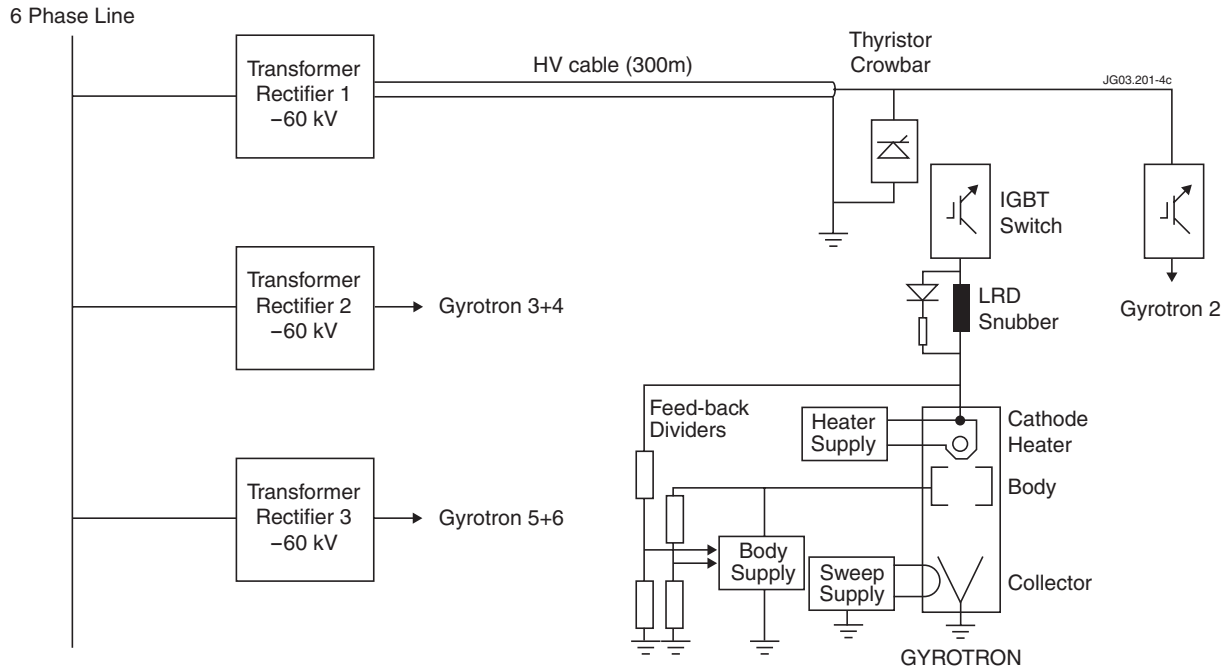 6 Phase Line
Transformer
Rectifier 1
−60 kV
HV cable (300m)
Thyristor
Crowbar
JG03.201-4c
IGBT
Switch
Transformer
Rectifier 2
−60 kV
Gyrotron 3+4
LRD
Snubber
Gyrotron 2
Feed-back
Dividers
Heater
Supply
Cathode
Heater
Body
Transformer
Rectifier 3
−60 kV
Gyrotron 5+6
Body
Supply
Sweep
Supply
Collector
GYROTRON